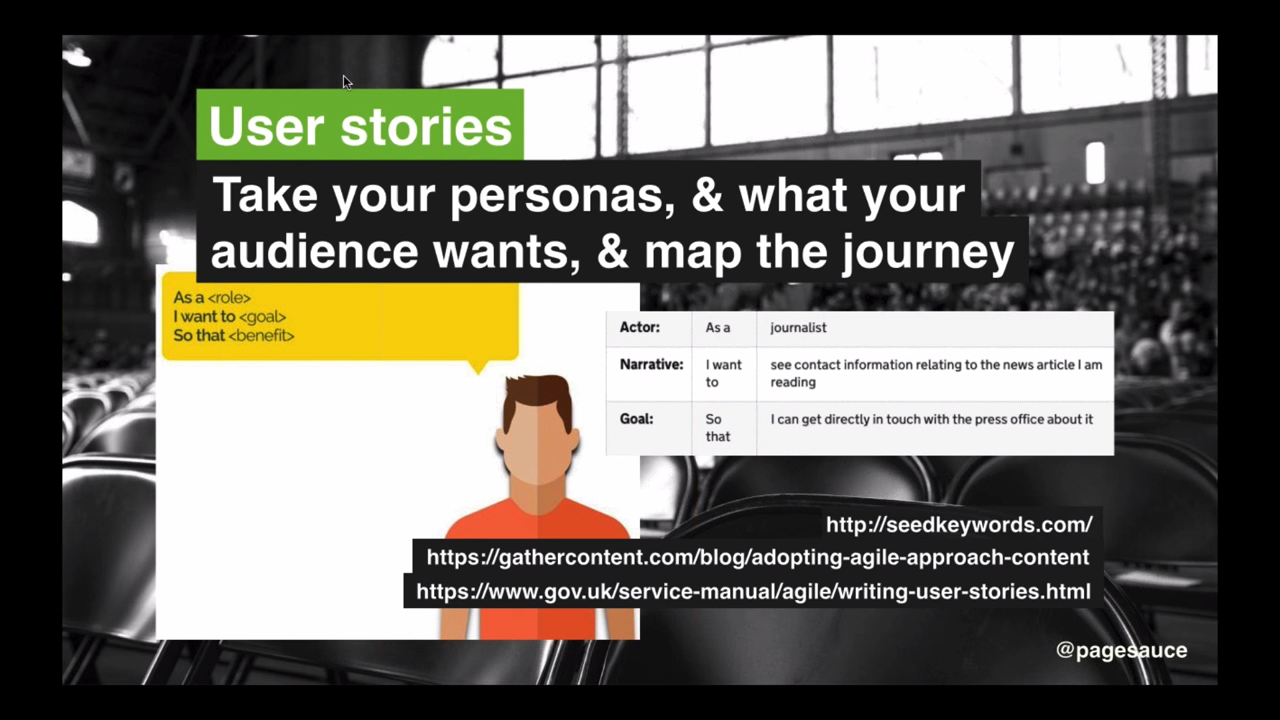 User stories
Take your personas, & what your
audience wants, & map the journey
As a <role>
I want to <goal>
So that <benefit>
Actor: As a journalist
Narrative: I want to see contact information relating to the news article I am reading
Goal: So that I can get directly in touch with the press office about it
http://seedkeywords.com/
https://gathercontent.com/blog/adopting-agile-approach-content
https://www.gov.uk/service-manual/agile/writing-user-stories.html
@pagesauce